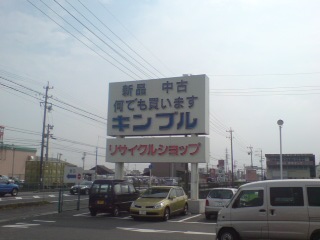 新品　中古
何でも買います
キンブル
リサイクルショップ